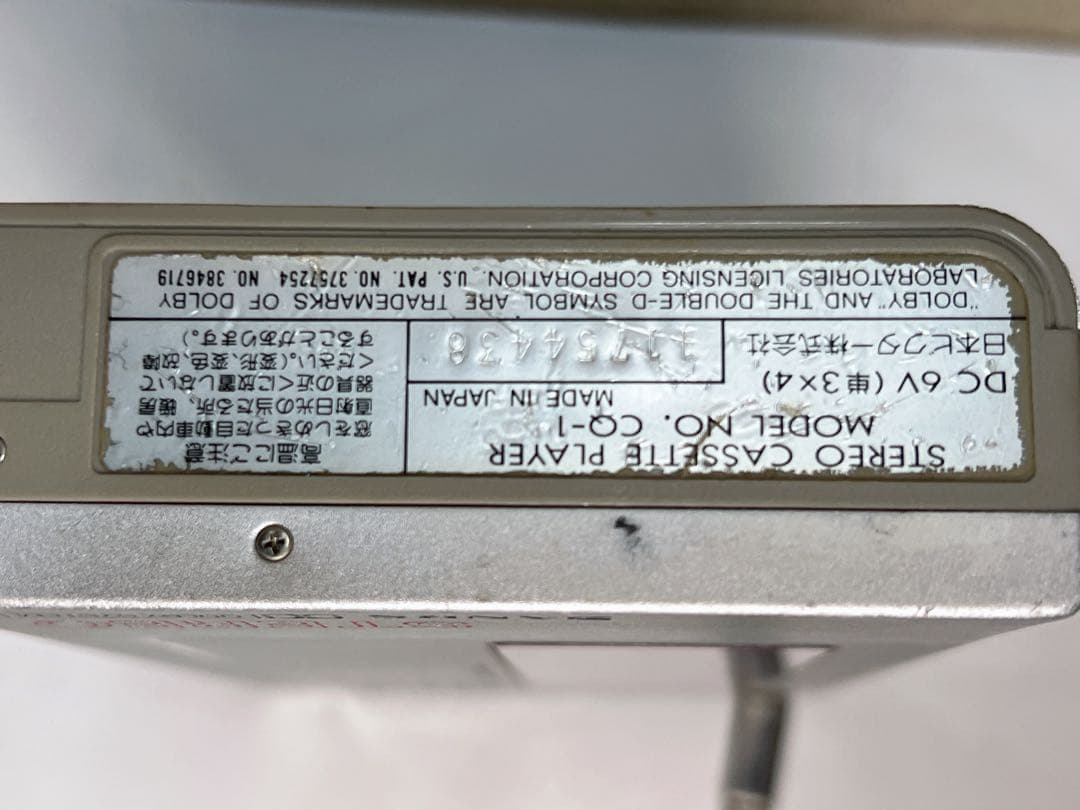 STEREO CASSETTE PLAYER
MODEL NO. CQ-1
DC 6V (単3×4)
MADE IN JAPAN
日本ビクター株式会社
高温にご注意
窓をしめきった自動車内や
直射日光の当たる所、暖房
器具の近くに放置しないで
ください。(変形、変色、故障
することがあります。)
"DOLBY" AND THE DOUBLE-D SYMBOL ARE TRADEMARKS OF DOLBY
LABORATORIES LICENSING CORPORATION. U.S. PAT. NO. 3757254 NO. 3846719